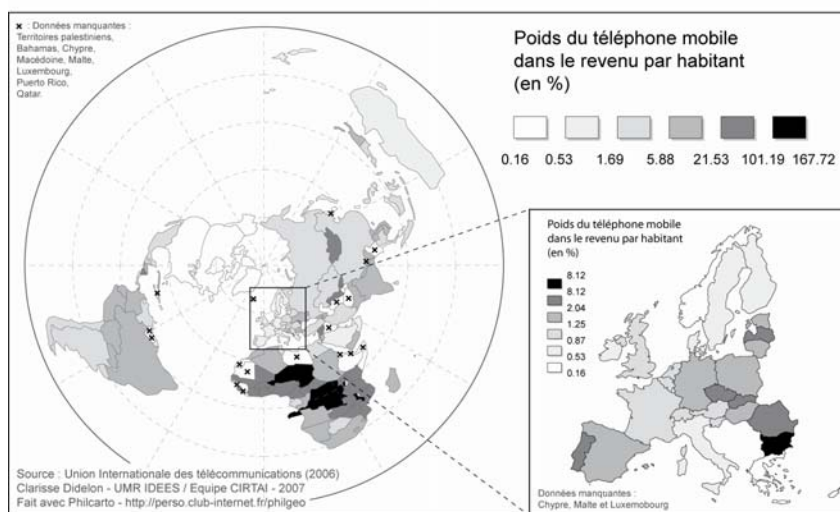 × : Données manquantes :
Territoires palestiniens,
Bahamas, Chypre,
Macédoine, Malte,
Luxembourg,
Puerto Rico,
Qatar.
Poids du téléphone mobile
dans le revenu par habitant
(en %)
0.16 0.53 1.69 5.88 21.53 101.19 167.72
Poids du téléphone mobile
dans le revenu par habitant
(en %)
8.12
8.12
2.04
1.25
0.87
0.53
0.16
Données manquantes :
Chypre, Malte et Luxemobourg
Source : Union Internationale des télécommunications (2006)
Clarisse Didelon - UMR IDEES / Equipe CIRTAI - 2007
Fait avec Philcarto - http://perso.club-internet.fr/philgeo